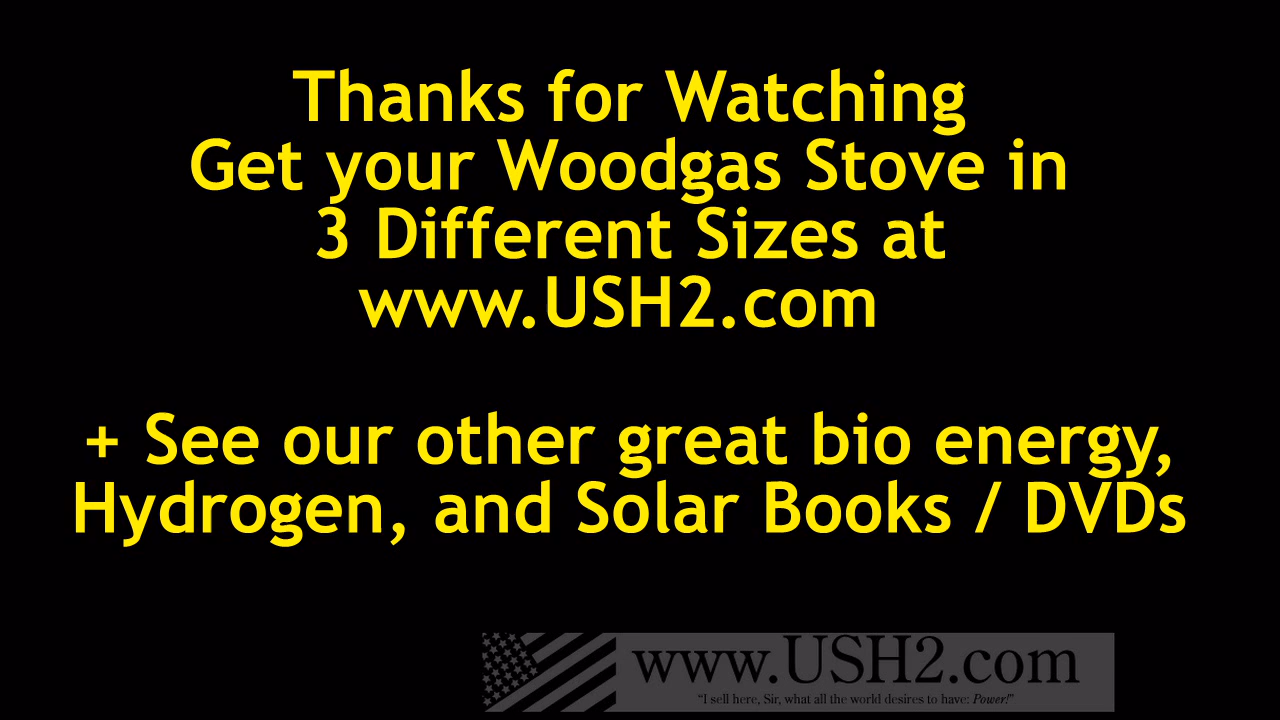 Thanks for Watching
Get your Woodgas Stove in
3 Different Sizes at
www.USH2.com
+ See our other great bio energy,
Hydrogen, and Solar Books / DVDs
www.USH2.com
“I sell here, Sir, what all the world desires to have: Power!”